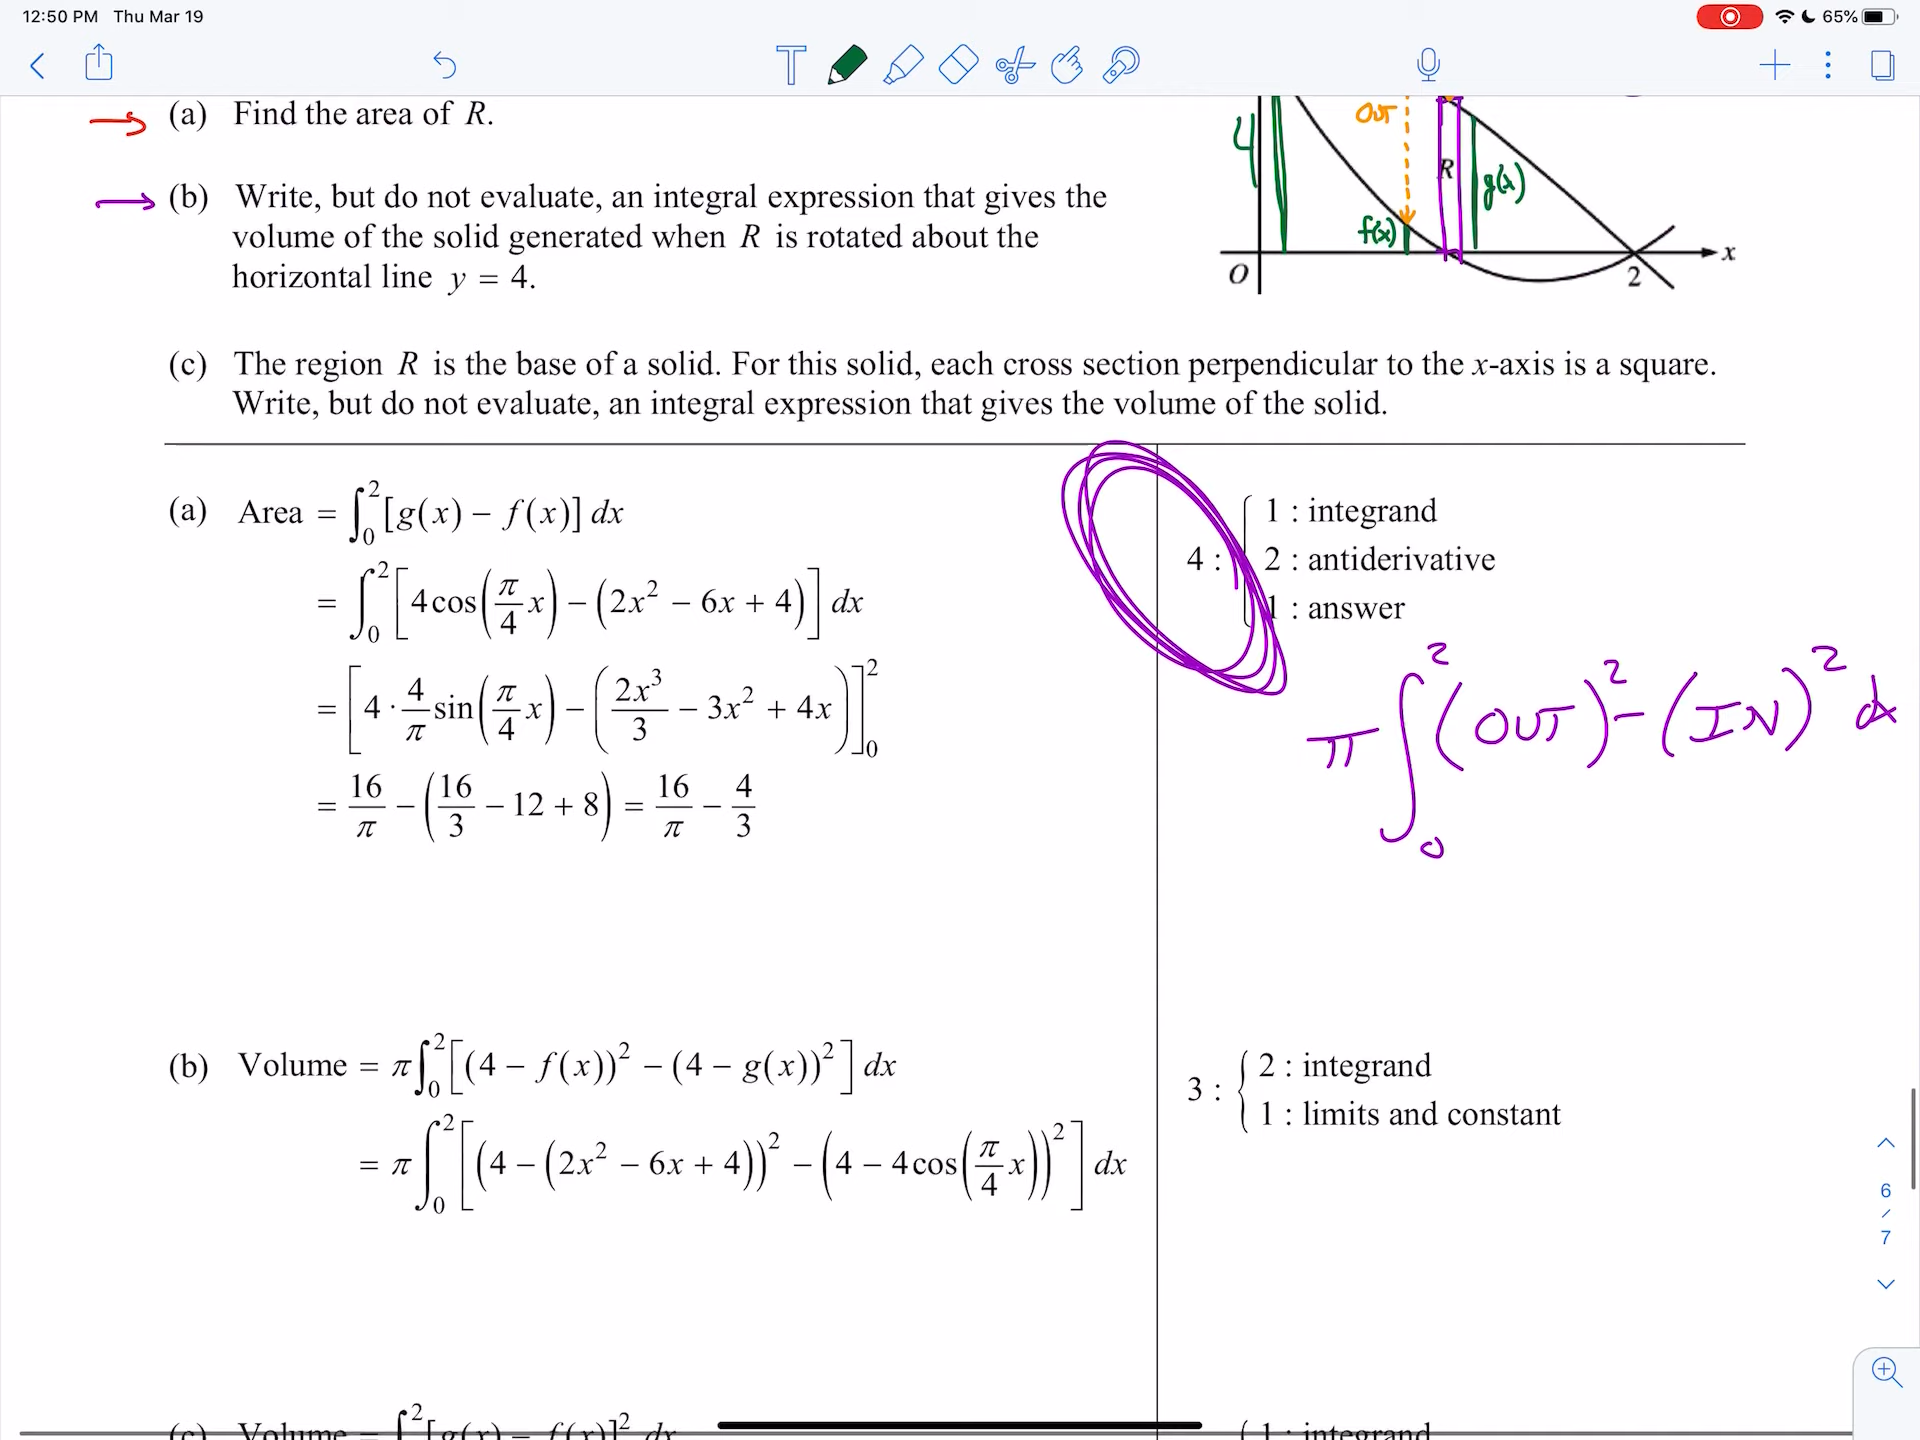 12:50 PM Thu Mar 19
65%
(a) Find the area of R.
OUT
4
R
g(x)
(b) Write, but do not evaluate, an integral expression that gives the
volume of the solid generated when R is rotated about the
horizontal line y = 4.
f(x)
x
O
2
(c) The region R is the base of a solid. For this solid, each cross section perpendicular to the x-axis is a square.
Write, but do not evaluate, an integral expression that gives the volume of the solid.
(a) Area = ∫₀² [g(x) − f(x)] dx
= ∫₀² [4cos(π/4 x) − (2x² − 6x + 4)] dx
= [4 · 4/π sin(π/4 x) − (2x³/3 − 3x² + 4x)]₀²
= 16/π − (16/3 − 12 + 8) = 16/π − 4/3
4 :
1 : integrand
2 : antiderivative
1 : answer
π ∫₀² (OUT)² − (IN)² dx
(b) Volume = π∫₀² [(4 − f(x))² − (4 − g(x))²] dx
= π ∫₀² [(4 − (2x² − 6x + 4))² − (4 − 4cos(π/4 x))²] dx
3 :
2 : integrand
1 : limits and constant
6
/
7
(c) Volume = ∫² [g(x) − f(x)]² dx
1 : integrand